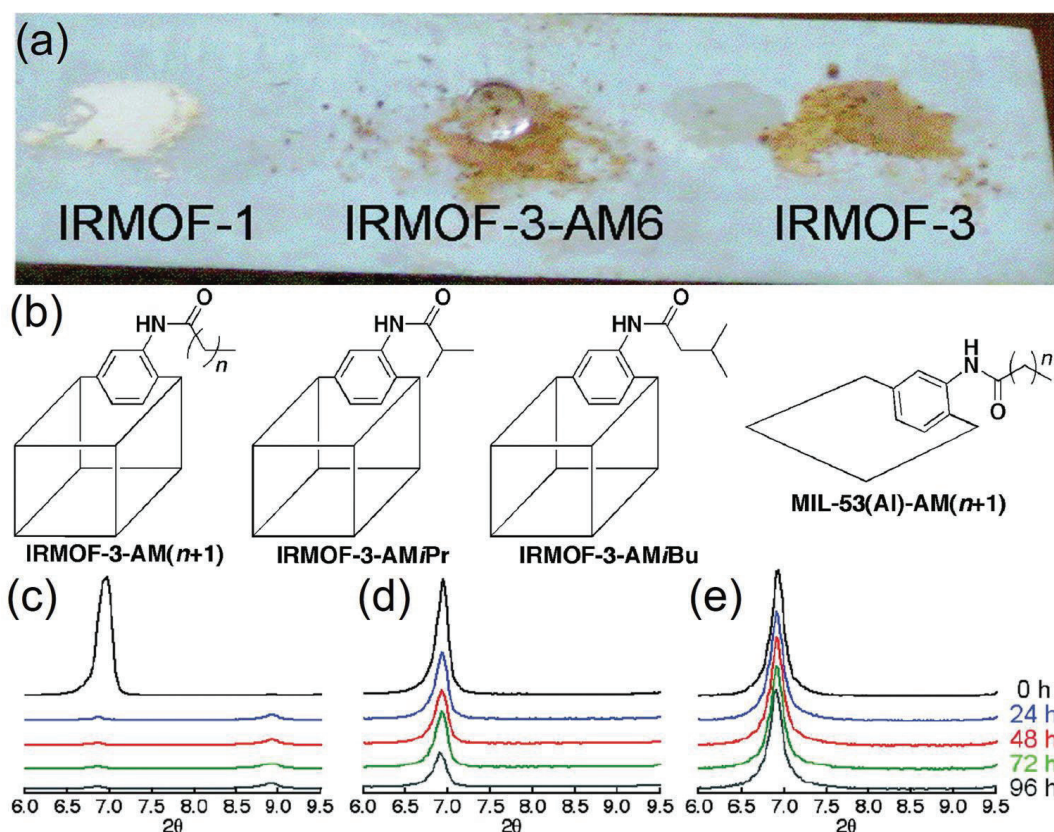 (a)
IRMOF-1 IRMOF-3-AM6 IRMOF-3
(b)
O
HN
n
IRMOF-3-AM(n+1)
O
HN
IRMOF-3-AMiPr
O
HN
IRMOF-3-AMiBu
H
N
O
n
MIL-53(Al)-AM(n+1)
(c) (d) (e)
0 h
24 h
48 h
72 h
96 h
6.0 6.5 7.0 7.5 8.0 8.5 9.0 9.5
2θ
6.0 6.5 7.0 7.5 8.0 8.5 9.0 9.5
2θ
6.0 6.5 7.0 7.5 8.0 8.5 9.0 9.5
2θ